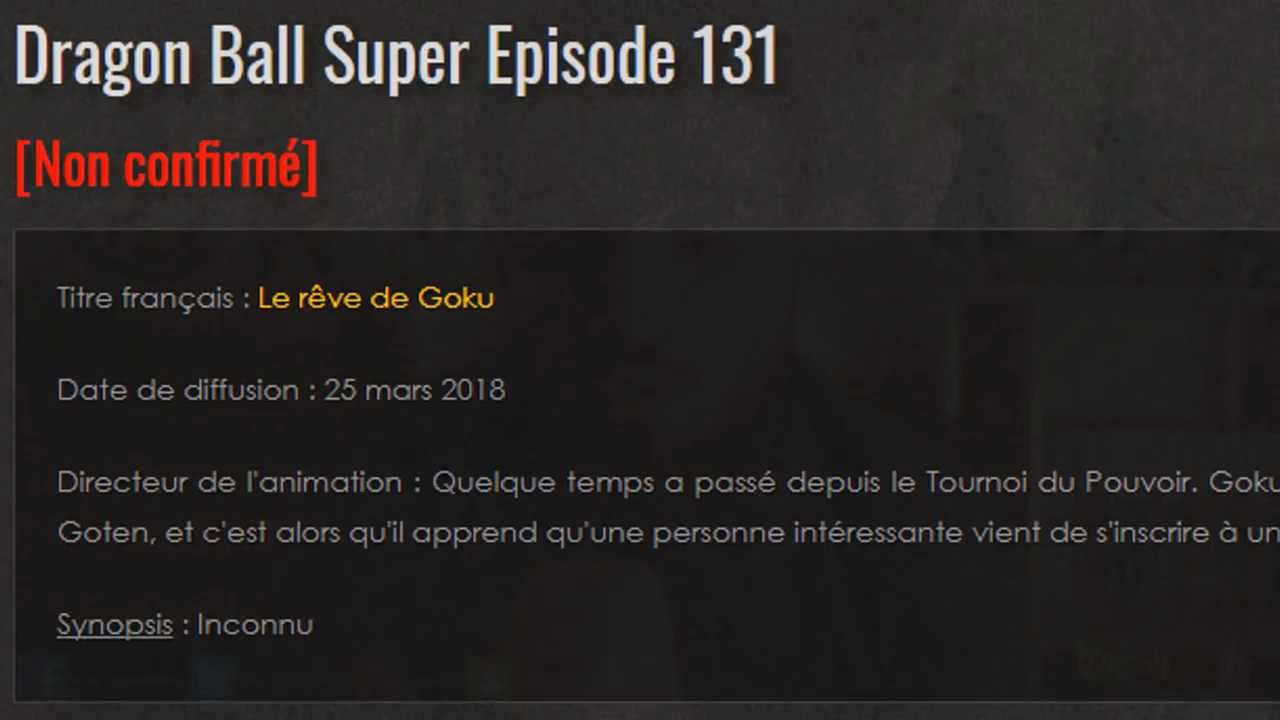 Dragon Ball Super Episode 131
[Non confirmé]
Titre français : Le rêve de Goku
Date de diffusion : 25 mars 2018
Directeur de l'animation : Quelque temps a passé depuis le Tournoi du Pouvoir. Goku
Goten, et c'est alors qu'il apprend qu'une personne intéressante vient de s'inscrire à un
Synopsis : Inconnu